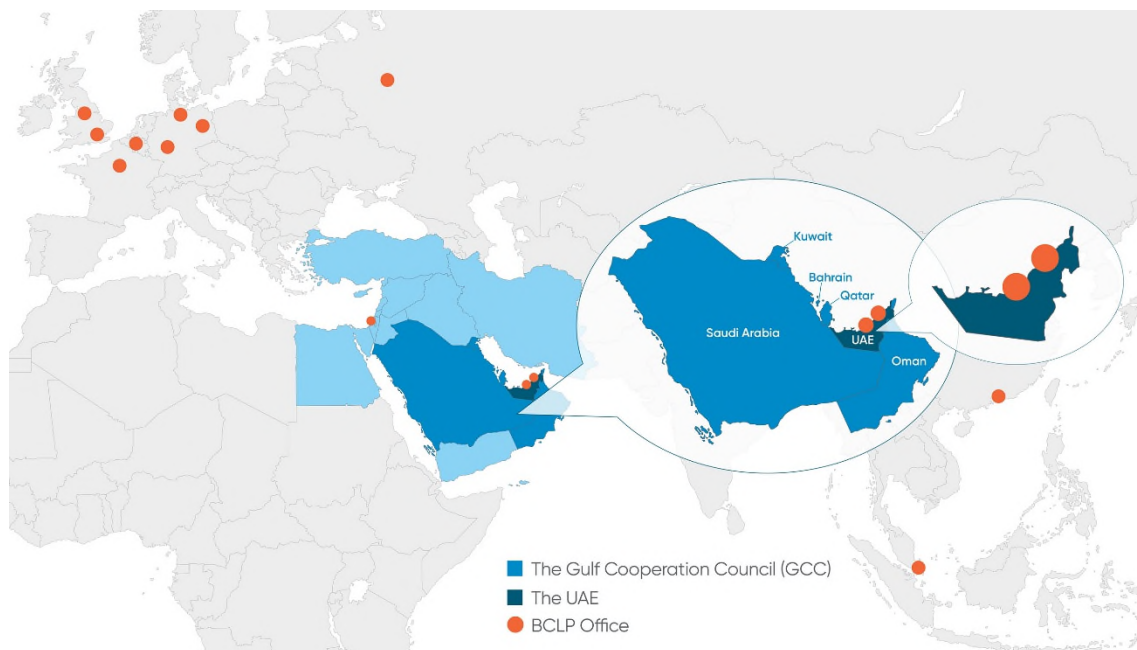 Kuwait
Bahrain
Qatar
Saudi Arabia
UAE
Oman
The Gulf Cooperation Council (GCC)
The UAE
BCLP Office